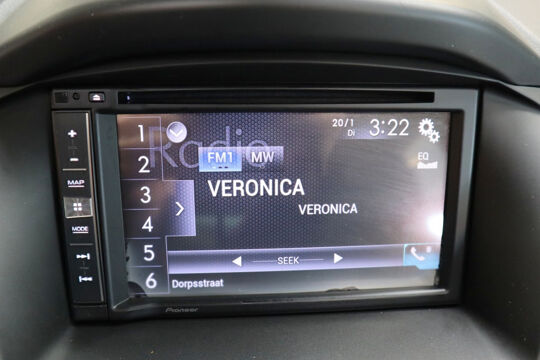 20/1
Di
3:22
Radio
FM1
MW
EQ
VERONICA
VERONICA
SEEK
Dorpsstraat
1
2
3
4
5
6
+
-
MAP
MODE
Pioneer